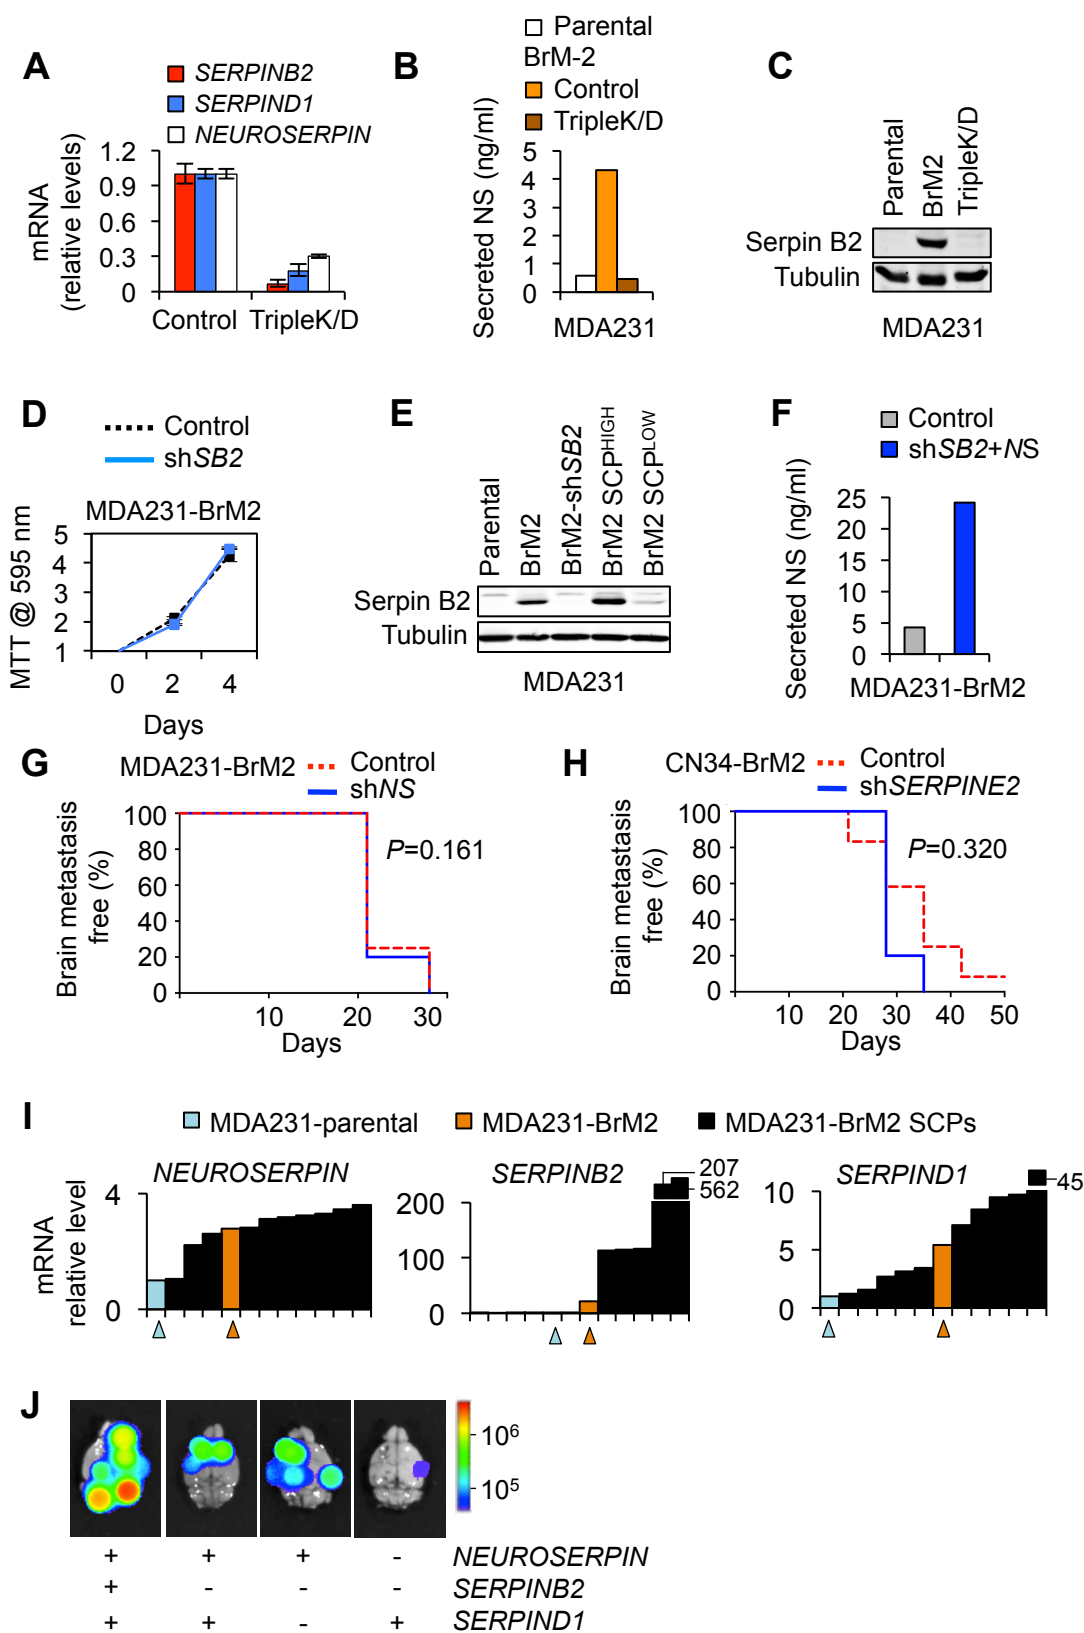 A
SERPINB2
SERPIND1
NEUROSERPIN
mRNA
(relative levels)
1.2
0.9
0.6
0.3
0
Control TripleK/D
B
Parental
BrM-2
Control
TripleK/D
Secreted NS (ng/ml)
5
4
3
2
1
0
MDA231
C
Parental
BrM2
TripleK/D
Serpin B2
Tubulin
MDA231
D
Control
shSB2
MDA231-BrM2
MTT @ 595 nm
5
4
3
2
1
0 2 4
Days
E
Parental
BrM2
BrM2-shSB2
BrM2 SCPHIGH
BrM2 SCPLOW
Serpin B2
Tubulin
MDA231
F
Control
shSB2+NS
Secreted NS (ng/ml)
25
20
15
10
5
0
MDA231-BrM2
G
MDA231-BrM2
Control
shNS
Brain metastasis
free (%)
100
80
60
40
20
0
P=0.161
10 20 30
Days
H
CN34-BrM2
Control
shSERPINE2
Brain metastasis
free (%)
100
80
60
40
20
0
P=0.320
10 20 30 40 50
Days
I
MDA231-parental MDA231-BrM2 MDA231-BrM2 SCPs
mRNA
relative level
NEUROSERPIN
4
0
SERPINB2
207
562
200
100
0
SERPIND1
45
10
5
0
J
106
105
+ + + - NEUROSERPIN
+ - - - SERPINB2
+ + - + SERPIND1